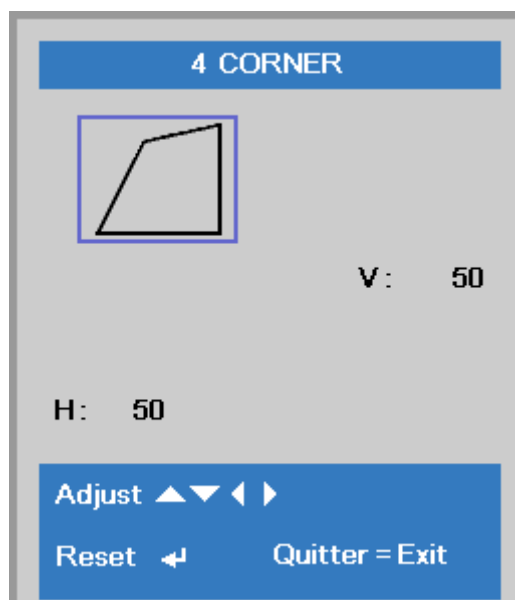 4 CORNER
V: 50
H: 50
Adjust
Reset Quitter = Exit